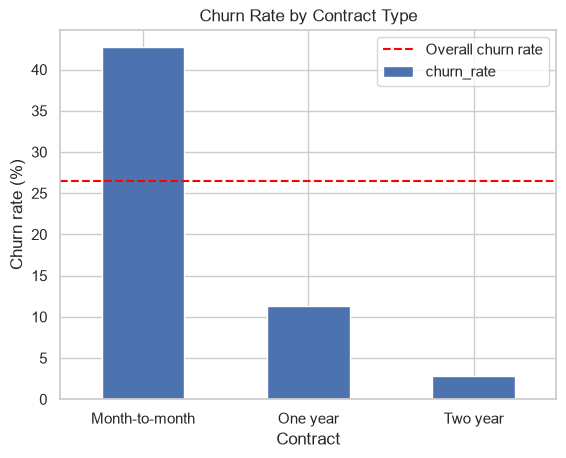 Churn Rate by Contract Type
Overall churn rate
churn_rate
Churn rate (%)
40
35
30
25
20
15
10
5
0
Month-to-month
One year
Two year
Contract